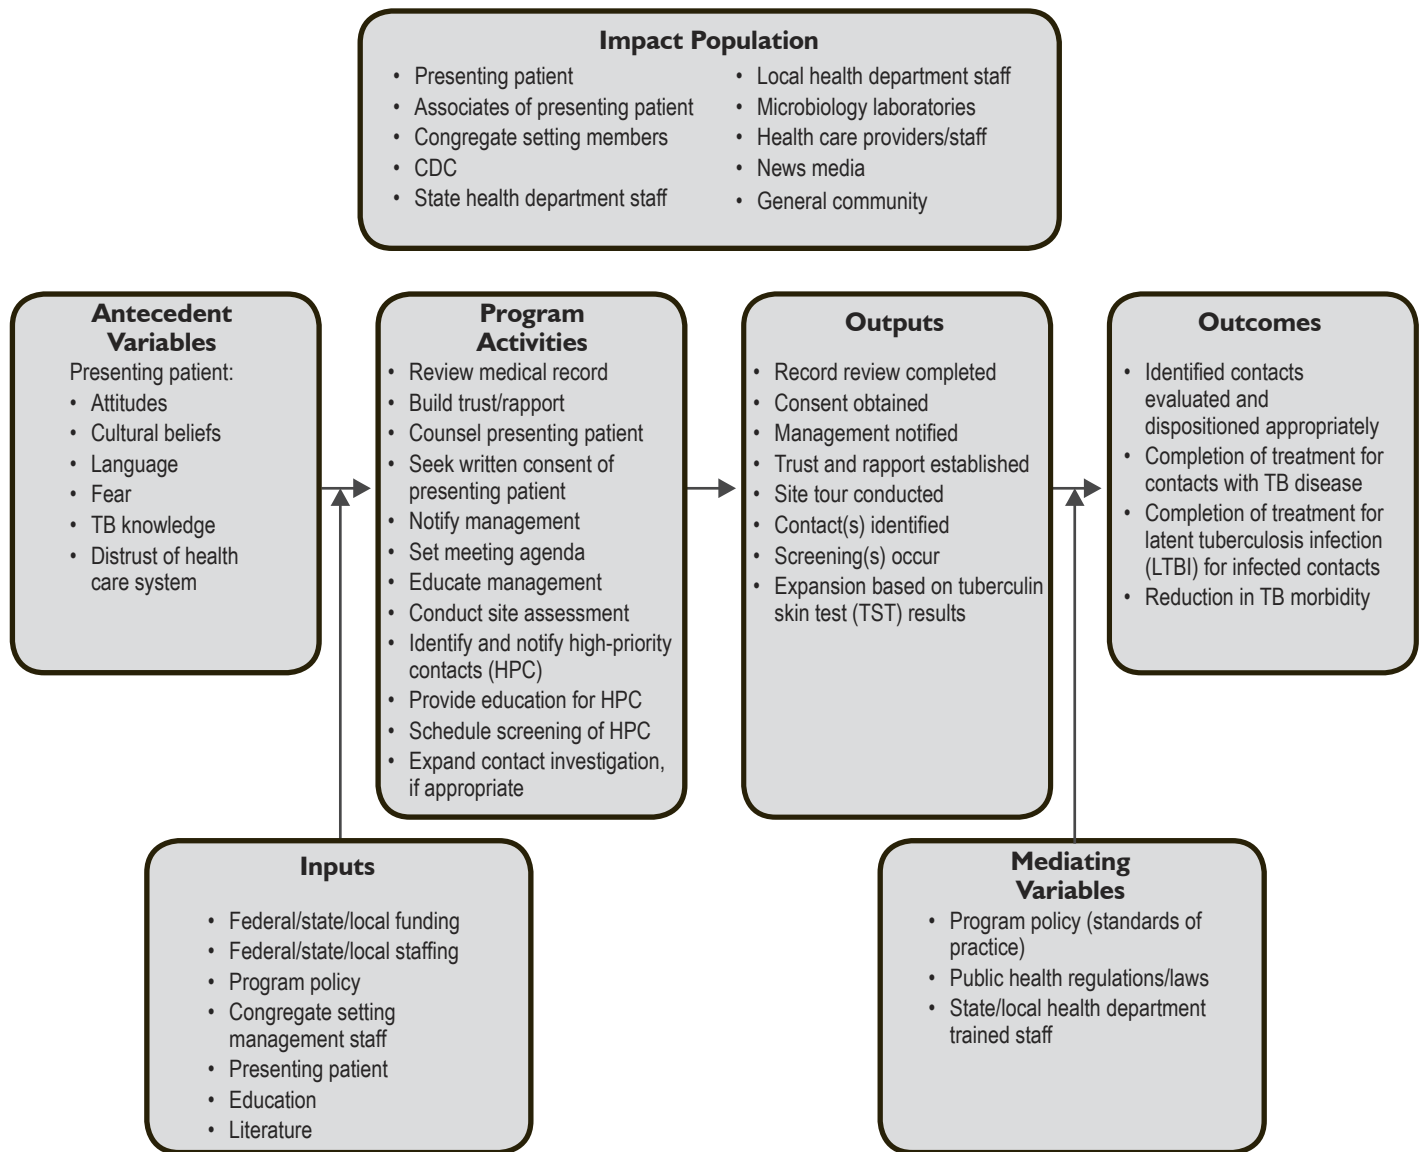 Impact Population
• Presenting patient
• Associates of presenting patient
• Congregate setting members
• CDC
• State health department staff
• Local health department staff
• Microbiology laboratories
• Health care providers/staff
• News media
• General community
Antecedent
Variables
Presenting patient:
• Attitudes
• Cultural beliefs
• Language
• Fear
• TB knowledge
• Distrust of health
care system
Program
Activities
• Review medical record
• Build trust/rapport
• Counsel presenting patient
• Seek written consent of
presenting patient
• Notify management
• Set meeting agenda
• Educate management
• Conduct site assessment
• Identify and notify high-priority
contacts (HPC)
• Provide education for HPC
• Schedule screening of HPC
• Expand contact investigation,
if appropriate
Outputs
• Record review completed
• Consent obtained
• Management notified
• Trust and rapport established
• Site tour conducted
• Contact(s) identified
• Screening(s) occur
• Expansion based on tuberculin
skin test (TST) results
Outcomes
• Identified contacts
evaluated and
dispositioned appropriately
• Completion of treatment for
contacts with TB disease
• Completion of treatment for
latent tuberculosis infection
(LTBI) for infected contacts
• Reduction in TB morbidity
Inputs
• Federal/state/local funding
• Federal/state/local staffing
• Program policy
• Congregate setting
management staff
• Presenting patient
• Education
• Literature
Mediating
Variables
• Program policy (standards of
practice)
• Public health regulations/laws
• State/local health department
trained staff